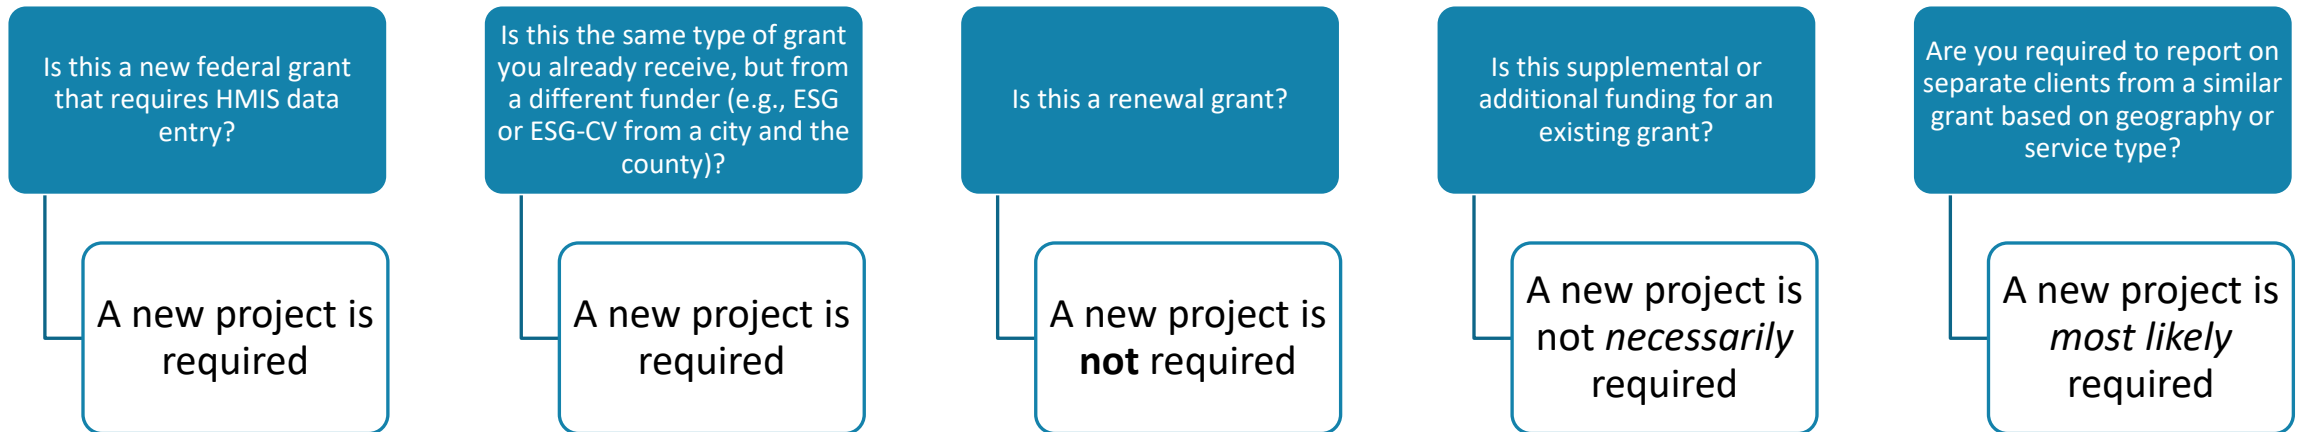 Is this a new federal grant
that requires HMIS data
entry?
A new project is
required
Is this the same type of grant
you already receive, but from
a different funder (e.g., ESG
or ESG-CV from a city and the
county)?
A new project is
required
Is this a renewal grant?
A new project is
not required
Is this supplemental or
additional funding for an
existing grant?
A new project is
not necessarily
required
Are you required to report on
separate clients from a similar
grant based on geography or
service type?
A new project is
most likely
required